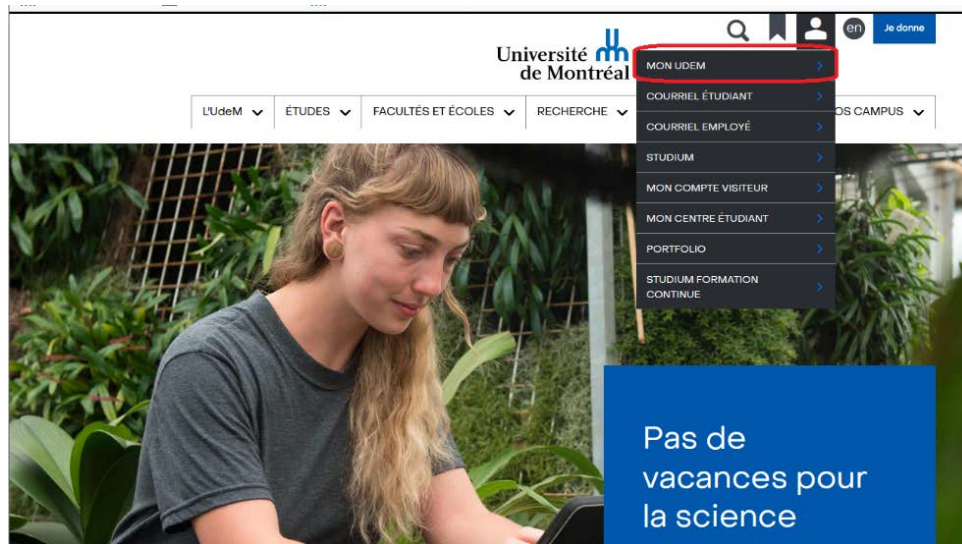 en
Je donne
Université
de Montréal
MON UDEM
COURRIEL ÉTUDIANT
COURRIEL EMPLOYÉ
STUDIUM
MON COMPTE VISITEUR
MON CENTRE ÉTUDIANT
PORTFOLIO
STUDIUM FORMATION
CONTINUE
L'UdeM
ÉTUDES
FACULTÉS ET ÉCOLES
RECHERCHE
OS CAMPUS
Pas de
vacances pour
la science